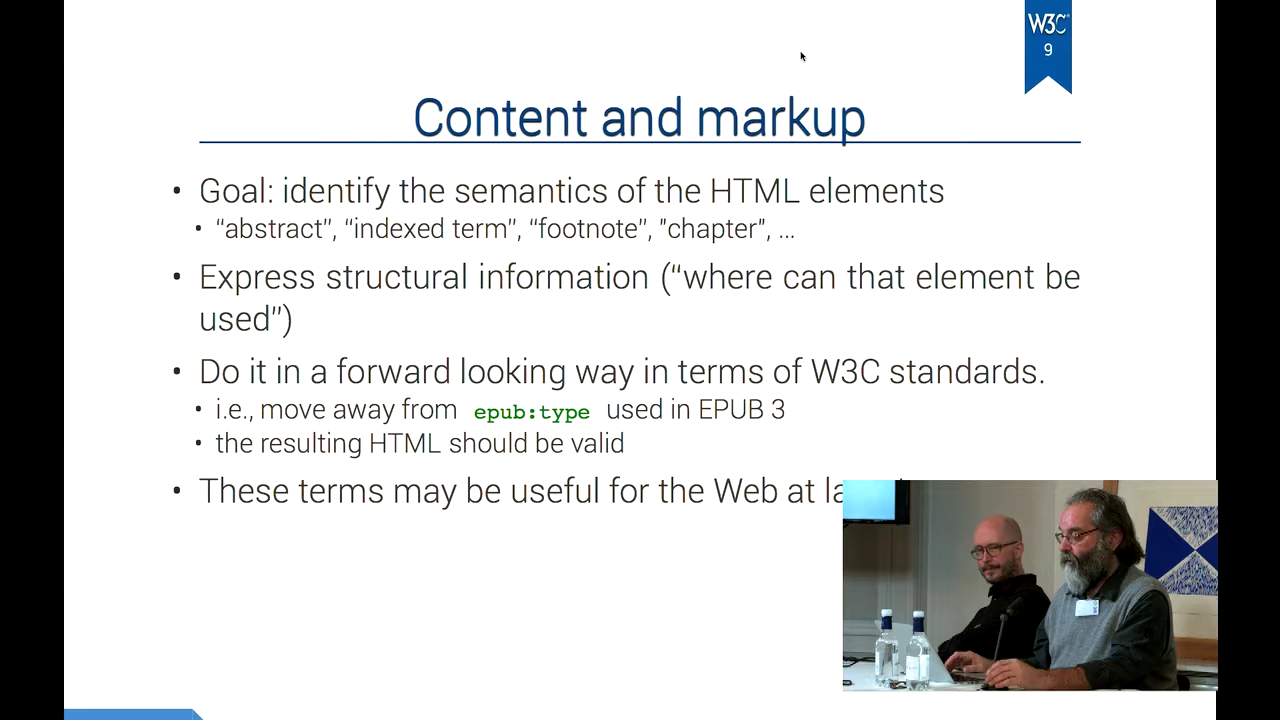 W3C
9
Content and markup
• Goal: identify the semantics of the HTML elements
• “abstract”, “indexed term”, “footnote”, "chapter", ...
• Express structural information (“where can that element be
used”)
• Do it in a forward looking way in terms of W3C standards.
• i.e., move away from epub:type used in EPUB 3
• the resulting HTML should be valid
• These terms may be useful for the Web at